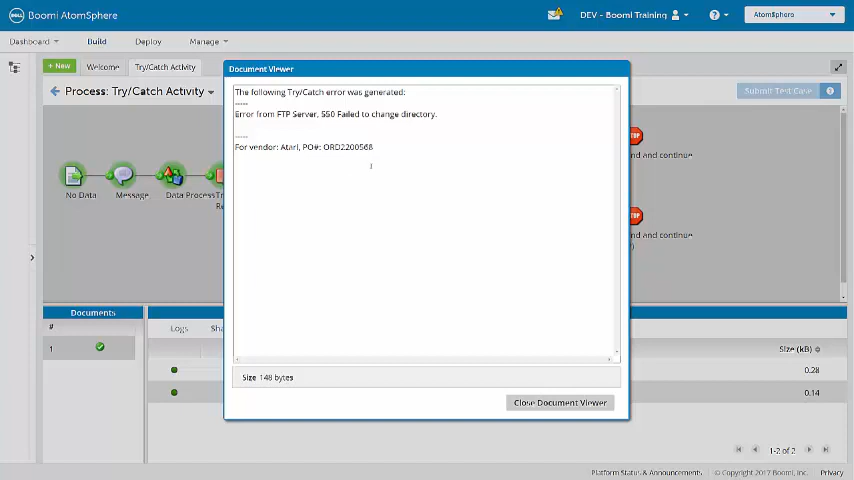 DELL Boomi AtomSphere
DEV - Boomi Training
AtomSphere
Dashboard Build Deploy Manage
+ New Welcome Try/Catch Activity
Process: Try/Catch Activity
Submit Test Case
Document Viewer
The following Try/Catch error was generated:
-----
Error from FTP Server, 550 Failed to change directory.
-----
For vendor: Atari, PO#: ORD2200568
STOP
nd and continue
No Data Message Data Process
STOP
nd and continue
Documents
# Logs
1
Size (kB)
0.28
0.14
Size 148 bytes
Close Document Viewer
1-2 of 2
Platform Status & Announcements © Copyright 2017 Boomi, Inc. Privacy